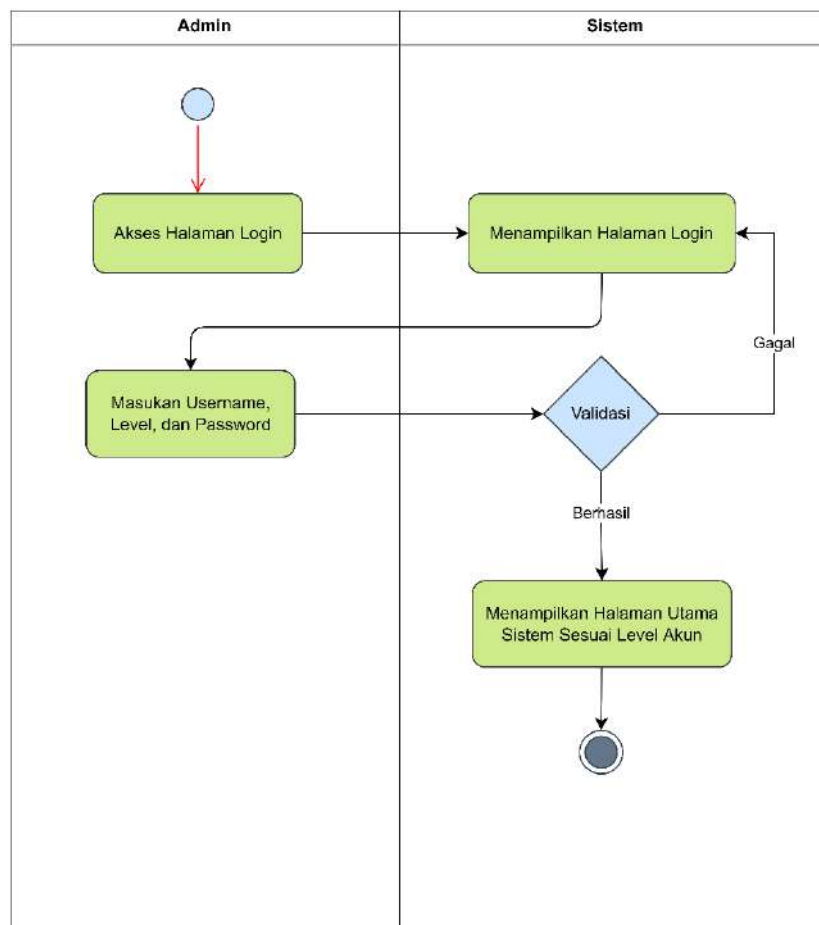 Admin
Sistem
Akses Halaman Login
Menampilkan Halaman Login
Gagal
Masukan Username,
Level, dan Password
Validasi
Berhasil
Menampilkan Halaman Utama
Sistem Sesuai Level Akun